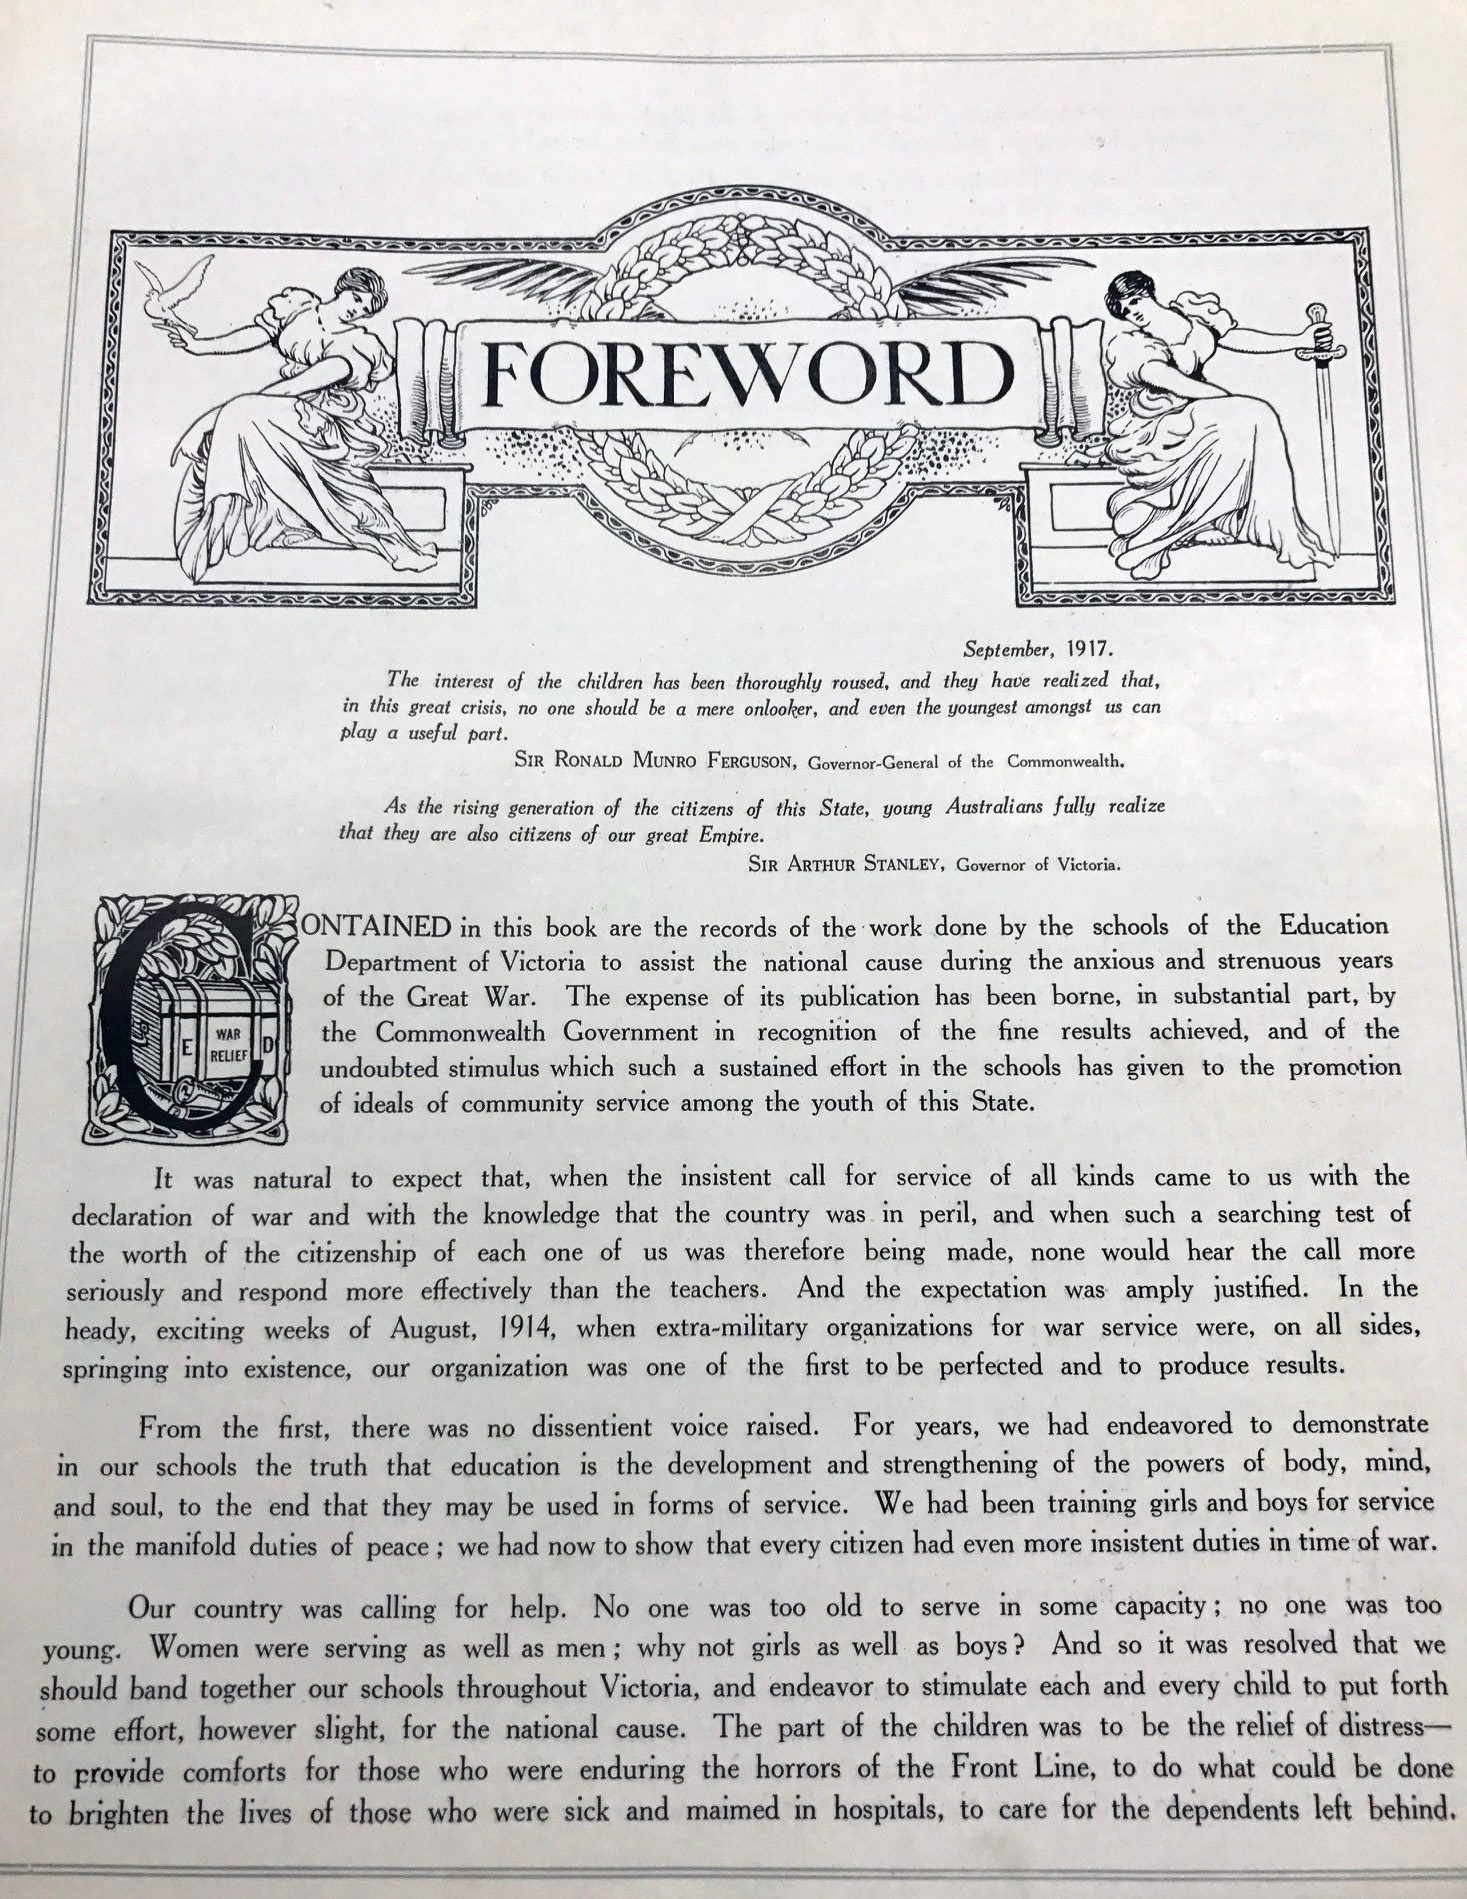 FOREWORD
September, 1917.
The interest of the children has been thoroughly roused, and they have realized that,
in this great crisis, no one should be a mere onlooker, and even the youngest amongst us can
play a useful part.
SIR RONALD MUNRO FERGUSON, Governor-General of the Commonwealth.
As the rising generation of the citizens of this State, young Australians fully realize
that they are also citizens of our great Empire.
SIR ARTHUR STANLEY, Governor of Victoria.
CONTAINED in this book are the records of the work done by the schools of the Education
Department of Victoria to assist the national cause during the anxious and strenuous years
of the Great War. The expense of its publication has been borne, in substantial part, by
the Commonwealth Government in recognition of the fine results achieved, and of the
undoubted stimulus which such a sustained effort in the schools has given to the promotion
of ideals of community service among the youth of this State.
E WAR RELIEF D
It was natural to expect that, when the insistent call for service of all kinds came to us with the
declaration of war and with the knowledge that the country was in peril, and when such a searching test of
the worth of the citizenship of each one of us was therefore being made, none would hear the call more
seriously and respond more effectively than the teachers. And the expectation was amply justified. In the
heady, exciting weeks of August, 1914, when extra-military organizations for war service were, on all sides,
springing into existence, our organization was one of the first to be perfected and to produce results.
From the first, there was no dissentient voice raised. For years, we had endeavored to demonstrate
in our schools the truth that education is the development and strengthening of the powers of body, mind,
and soul, to the end that they may be used in forms of service. We had been training girls and boys for service
in the manifold duties of peace; we had now to show that every citizen had even more insistent duties in time of war.
Our country was calling for help. No one was too old to serve in some capacity; no one was too
young. Women were serving as well as men; why not girls as well as boys? And so it was resolved that we
should band together our schools throughout Victoria, and endeavor to stimulate each and every child to put forth
some effort, however slight, for the national cause. The part of the children was to be the relief of distress—
to provide comforts for those who were enduring the horrors of the Front Line, to do what could be done
to brighten the lives of those who were sick and maimed in hospitals, to care for the dependents left behind.